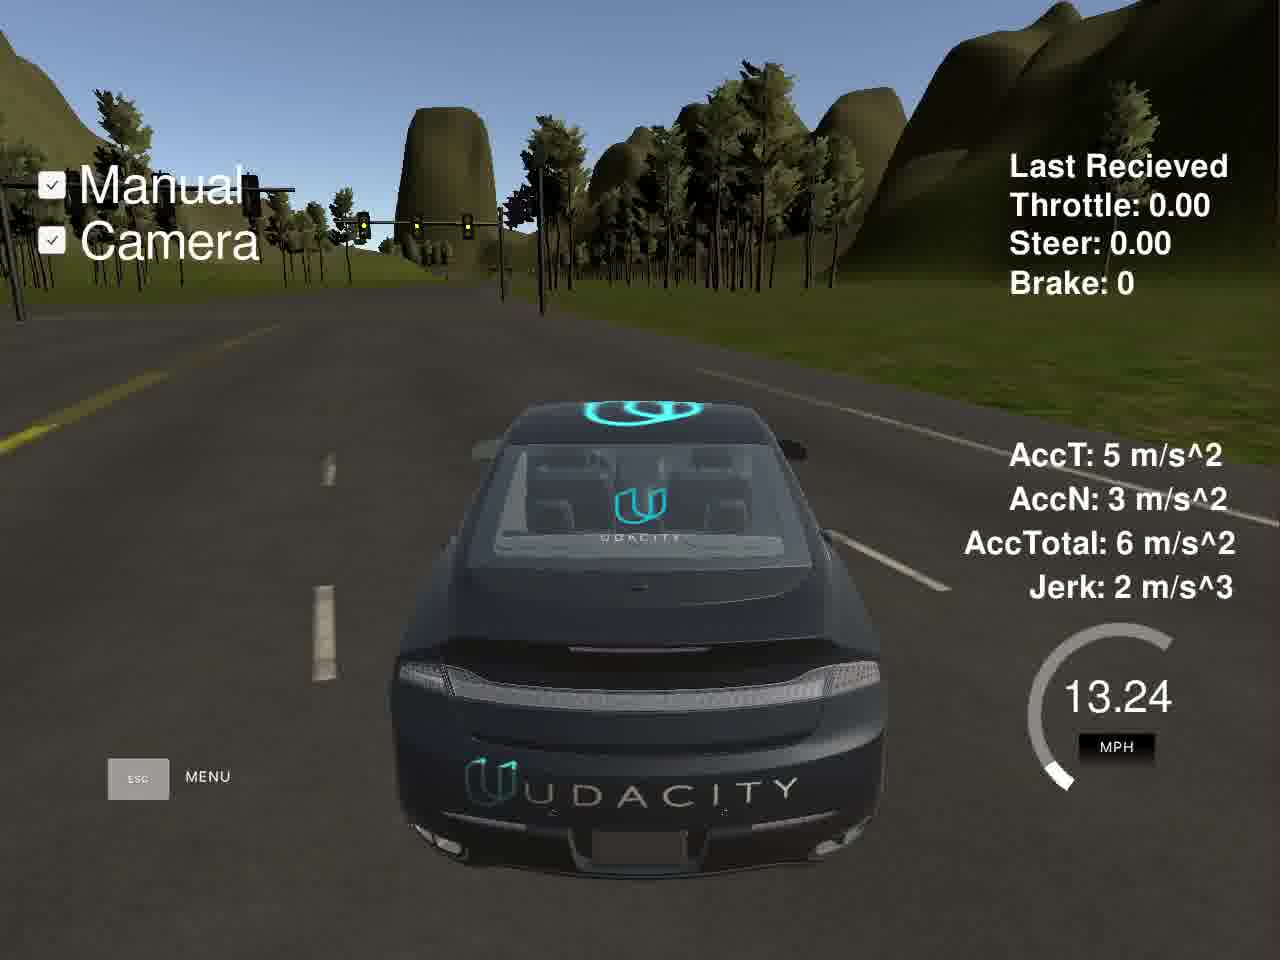 Manual
Camera
Last Recieved
Throttle: 0.00
Steer: 0.00
Brake: 0
AccT: 5 m/s^2
AccN: 3 m/s^2
AccTotal: 6 m/s^2
Jerk: 2 m/s^3
UDACITY
13.24
MPH
ESC
MENU
UDACITY